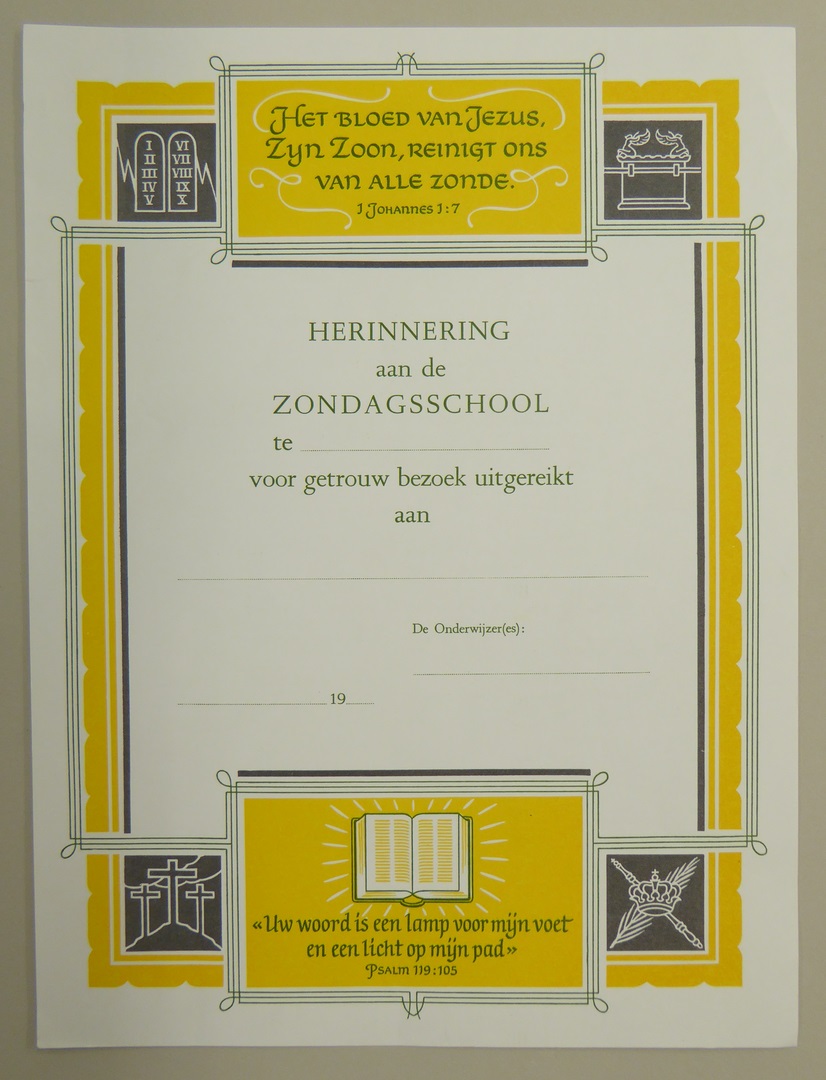 Het bloed van Jezus,
Zyn Zoon, reinigt ons
van alle zonde.
1 Johannes 1:7
I VI
II VII
III VIII
IV IX
V X
HERINNERING
aan de
ZONDAGSSCHOOL
te
voor getrouw bezoek uitgereikt
aan
De Onderwijzer(es):
19
«Uw woord is een lamp voor mijn voet
en een licht op mijn pad»
Psalm 119:105